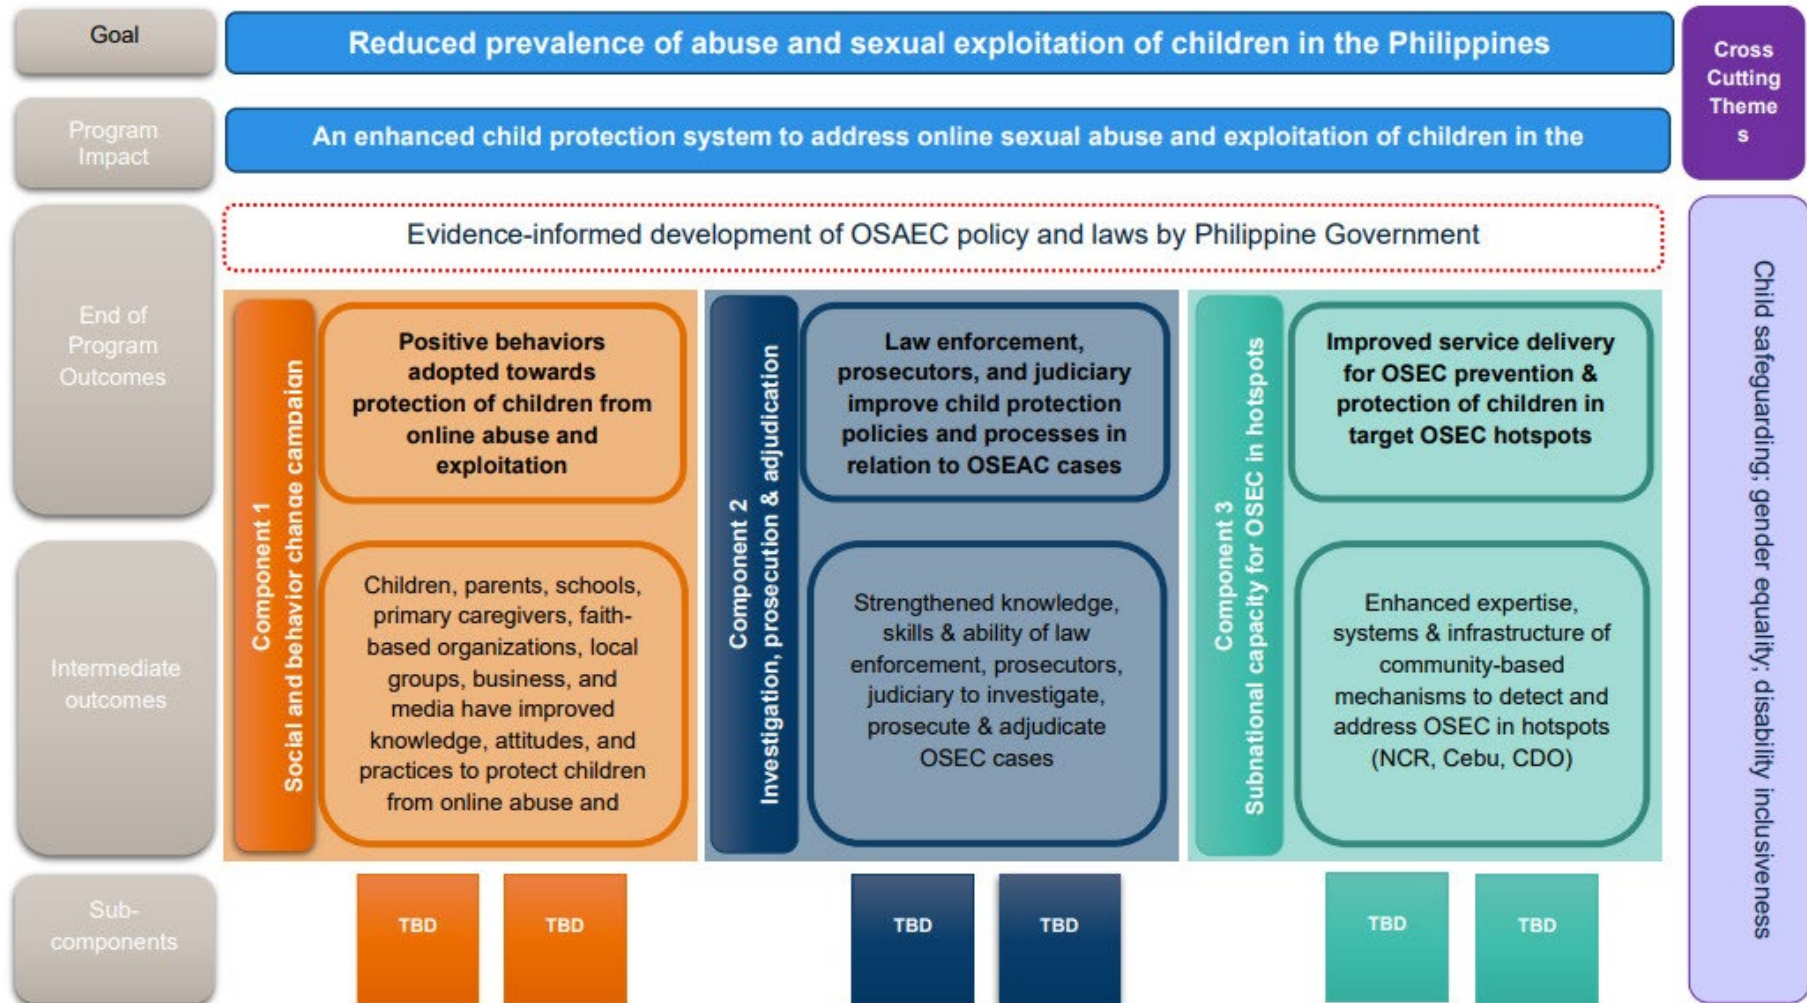 Goal
Reduced prevalence of abuse and sexual exploitation of children in the Philippines
Cross
Cutting
Theme
s
Program
Impact
An enhanced child protection system to address online sexual abuse and exploitation of children in the
End of
Program
Outcomes
Evidence-informed development of OSAEC policy and laws by Philippine Government
Component 1
Social and behavior change campaign
Positive behaviors
adopted towards
protection of children from
online abuse and
exploitation
Component 2
Investigation, prosecution & adjudication
Law enforcement,
prosecutors, and judiciary
improve child protection
policies and processes in
relation to OSEAC cases
Component 3
Subnational capacity for OSEC in hotspots
Improved service delivery
for OSEC prevention &
protection of children in
target OSEC hotspots
Child safeguarding; gender equality; disability inclusiveness
Intermediate
outcomes
Children, parents, schools,
primary caregivers, faith-
based organizations, local
groups, business, and
media have improved
knowledge, attitudes, and
practices to protect children
from online abuse and
Strengthened knowledge,
skills & ability of law
enforcement, prosecutors,
judiciary to investigate,
prosecute & adjudicate
OSEC cases
Enhanced expertise,
systems & infrastructure of
community-based
mechanisms to detect and
address OSEC in hotspots
(NCR, Cebu, CDO)
Sub-
components
TBD
TBD
TBD
TBD
TBD
TBD